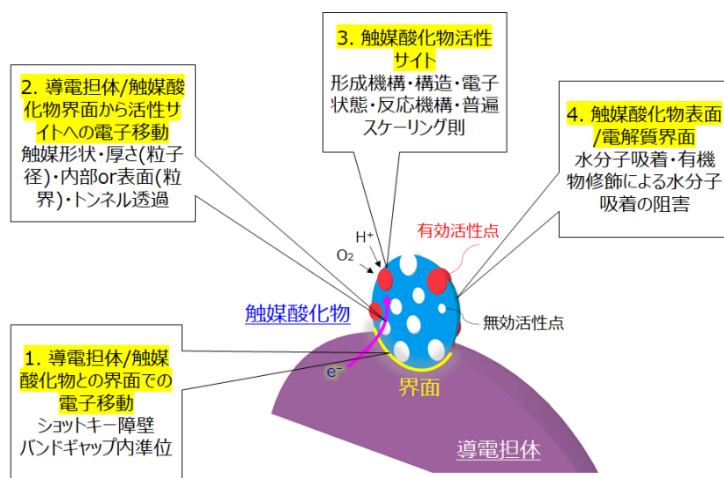 3. 触媒酸化物活性
サイト
形成機構・構造・電子
状態・反応機構・普遍
スケーリング則
2. 導電担体/触媒酸
化物界面から活性サ
イトへの電子移動
触媒形状・厚さ(粒子
径)・内部or表面(粒
界)・トンネル透過
4. 触媒酸化物表面
/電解質界面
水分子吸着・有機
物修飾による水分子
吸着の阻害
有効活性点
H⁺
O₂
触媒酸化物
無効活性点
1. 導電担体/触媒
酸化物との界面での
電子移動
ショットキー障壁
バンドギャップ内準位
e⁻
界面
導電担体